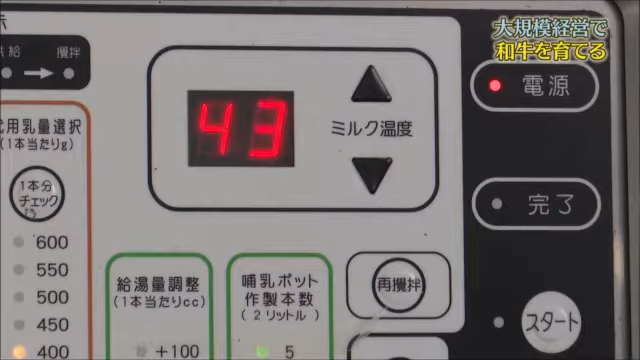 大規模経営で
和牛を育てる
供給 → 攪拌
電源
43
ミルク温度
用乳量選択
(1本当たりg)
1本分
チェック
完了
600
550
500
450
400
給湯量調整
(1本当たりcc)
+100
哺乳ポット
作製本数
(2リットル)
5
再攪拌
スタート